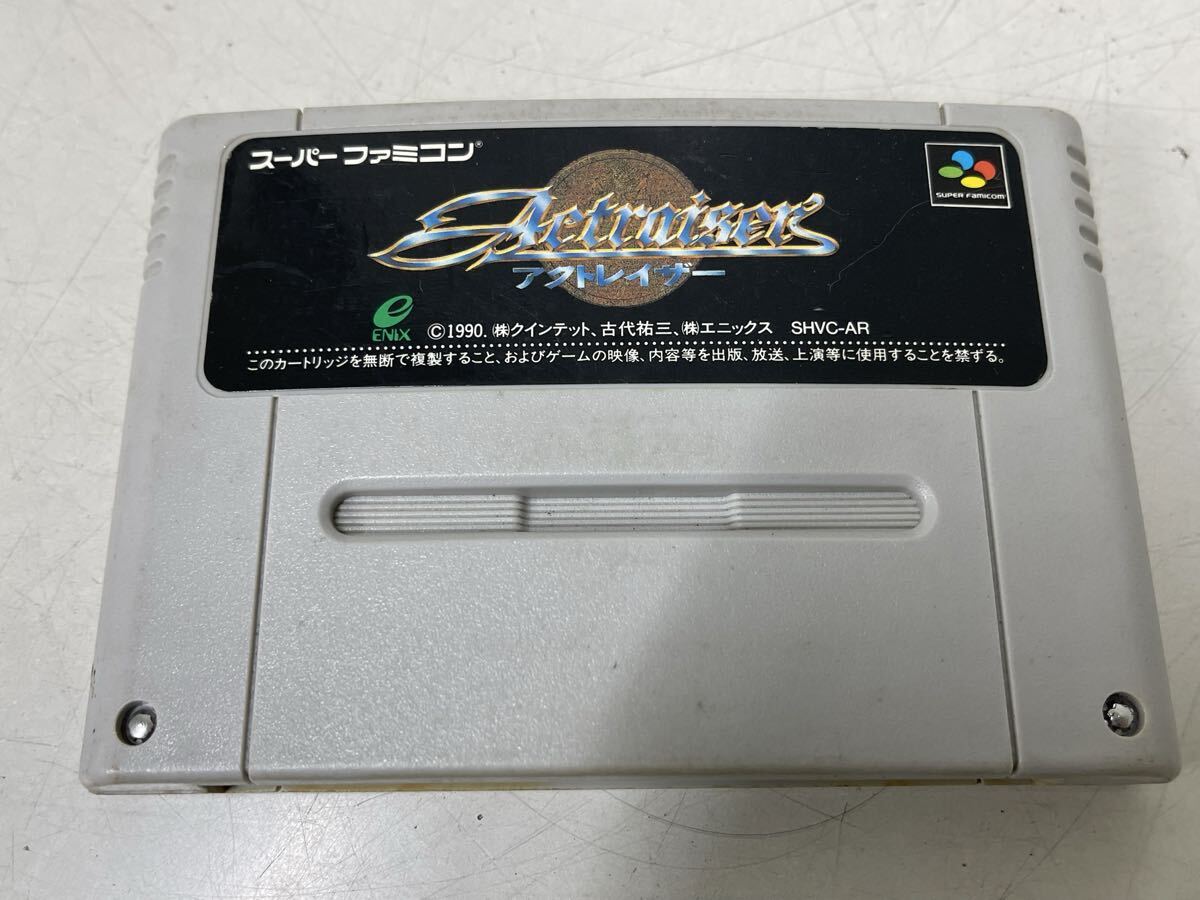 スーパーファミコン®
SUPER FAMICOM
Actraiser
アクトレイザー
ENIX
©1990. ㈱クインテット、古代祐三、㈱エニックス SHVC-AR
このカートリッジを無断で複製すること、およびゲームの映像、内容等を出版、放送、上演等に使用することを禁ずる。